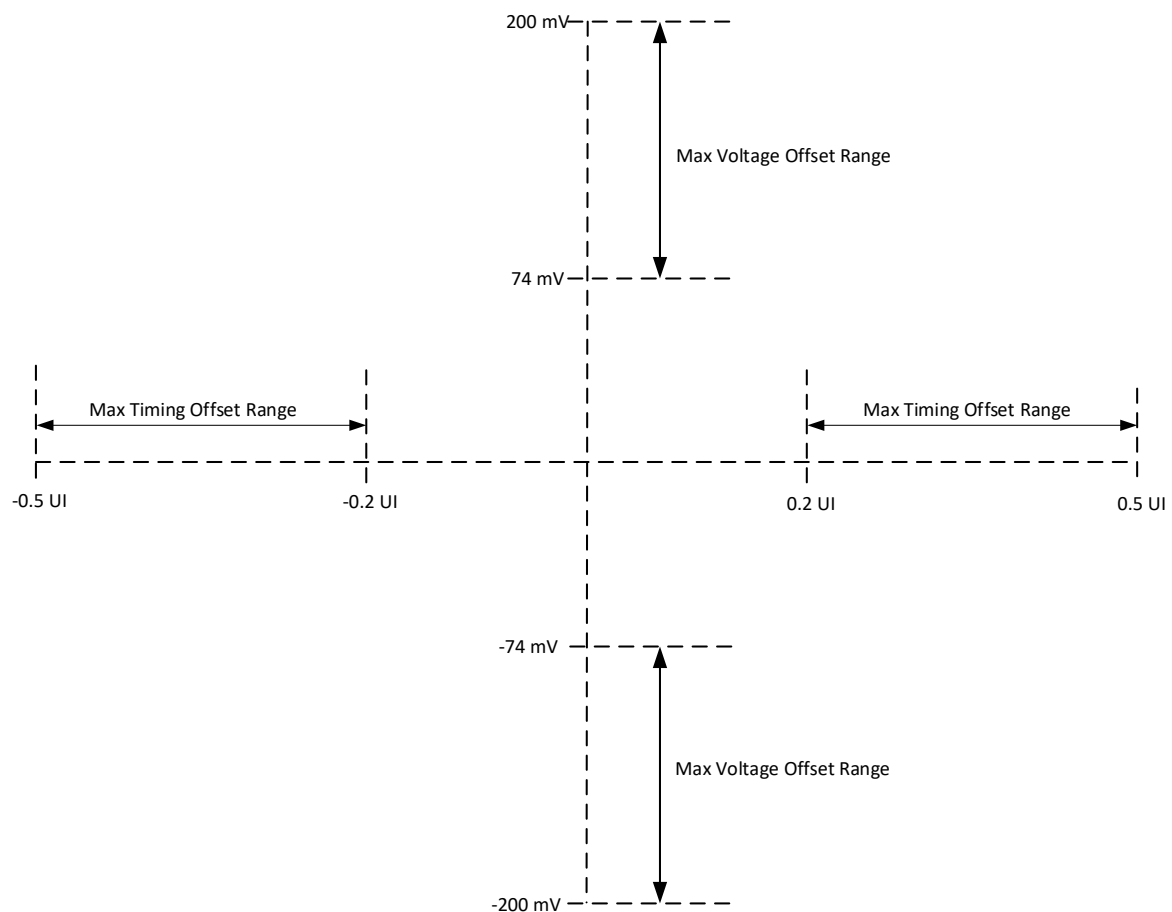 200 mV
Max Voltage Offset Range
74 mV
Max Timing Offset Range
Max Timing Offset Range
-0.5 UI
-0.2 UI
0.2 UI
0.5 UI
-74 mV
Max Voltage Offset Range
-200 mV